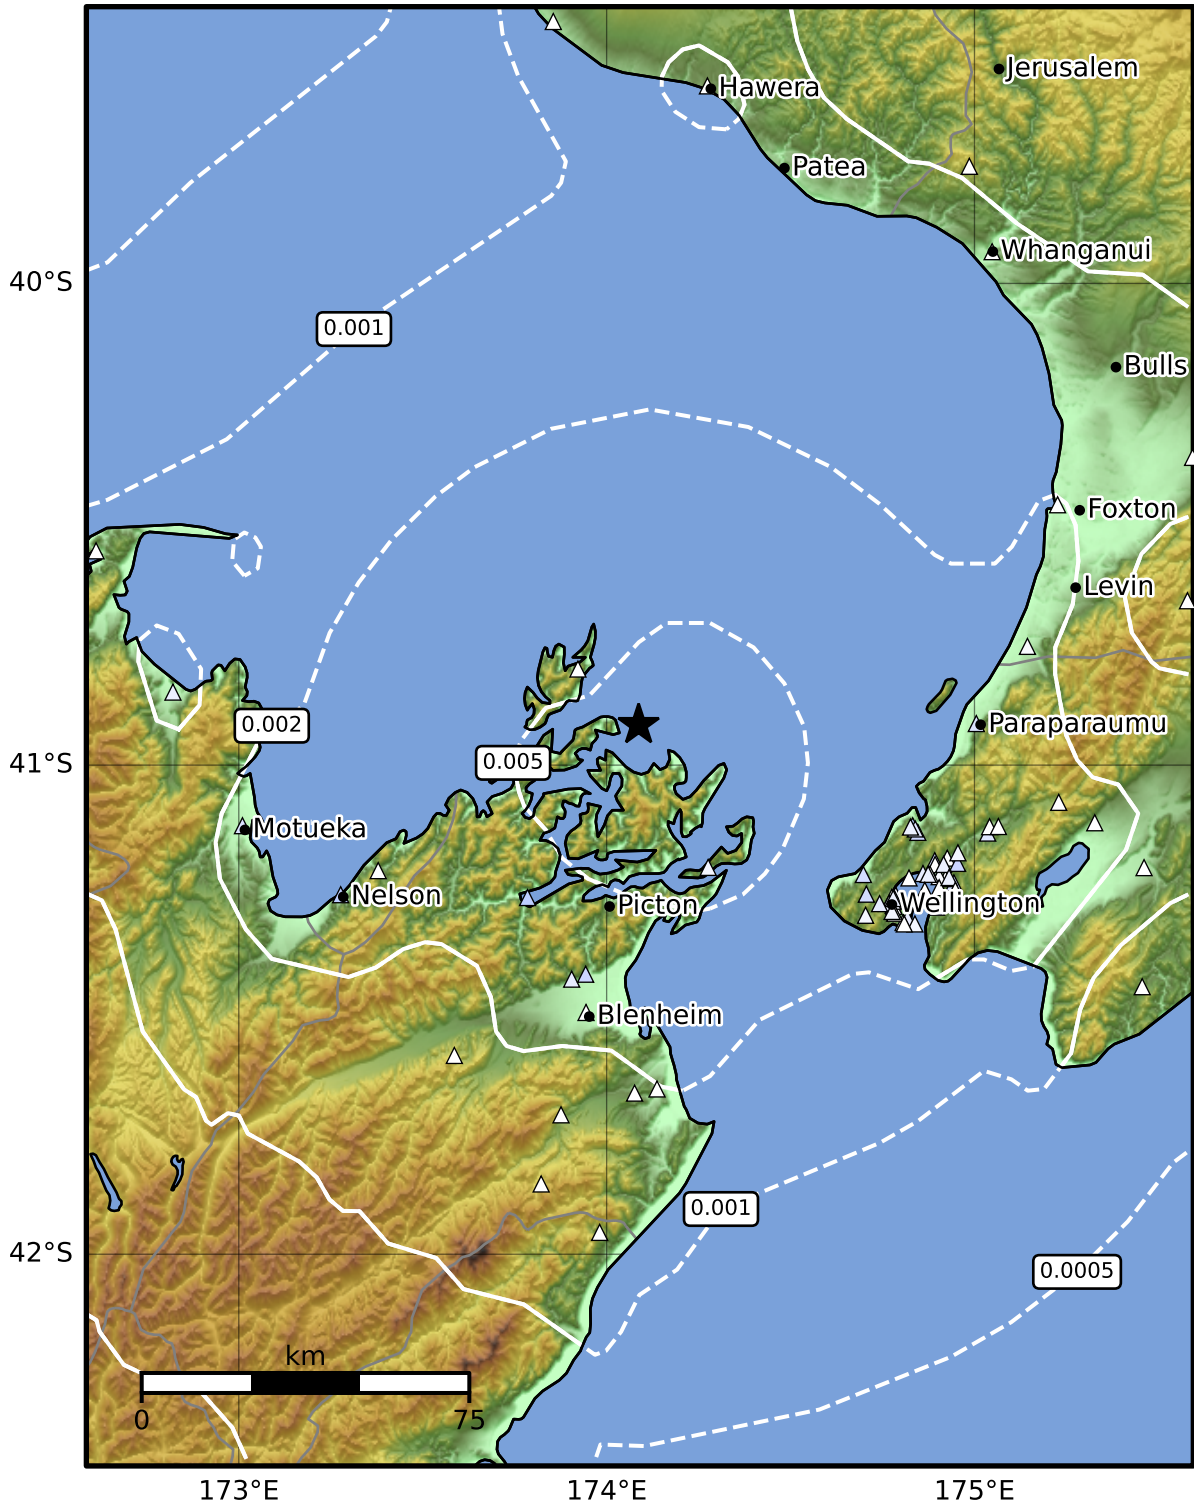 Jerusalem
Hawera
Patea
Whanganui
40°S
0.001
Bulls
Foxton
Levin
0.002
Paraparaumu
0.005
41°S
Motueka
Nelson
Picton
Wellington
Blenheim
0.001
42°S
0.0005
km
0
75
173°E
174°E
175°E